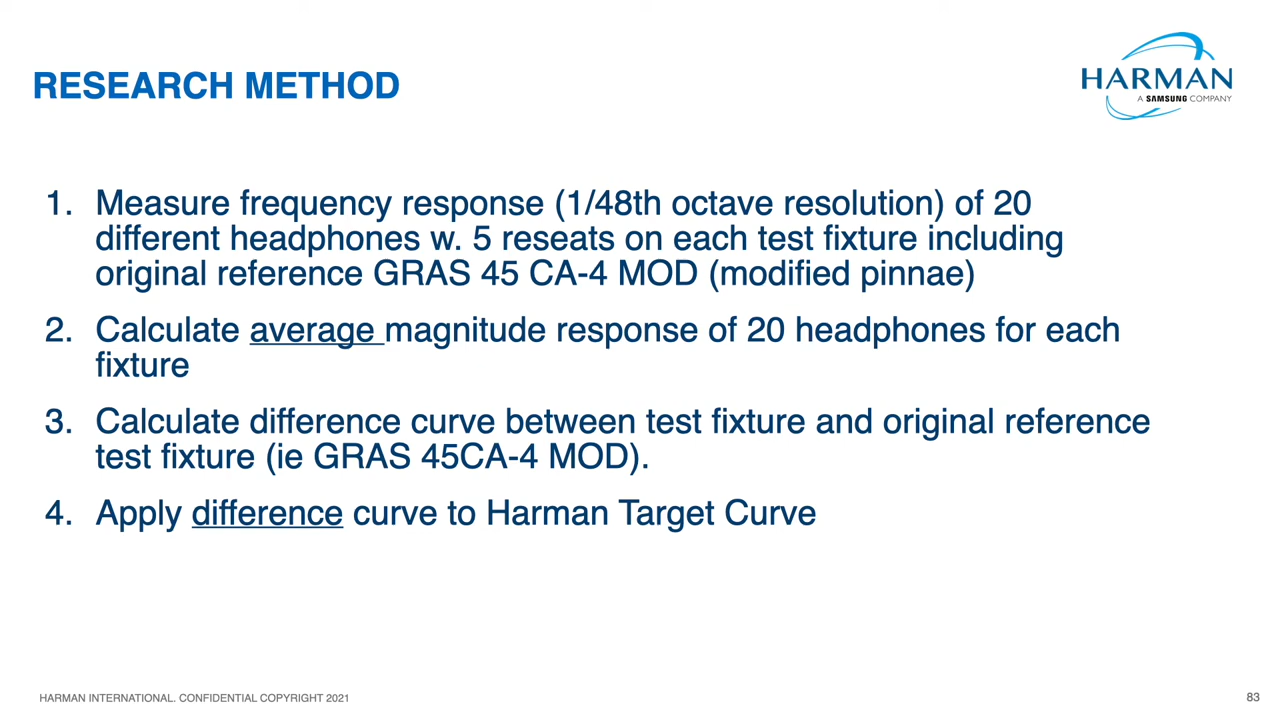 RESEARCH METHOD
HARMAN
A SAMSUNG COMPANY
1. Measure frequency response (1/48th octave resolution) of 20
different headphones w. 5 reseats on each test fixture including
original reference GRAS 45 CA-4 MOD (modified pinnae)
2. Calculate average magnitude response of 20 headphones for each
fixture
3. Calculate difference curve between test fixture and original reference
test fixture (ie GRAS 45CA-4 MOD).
4. Apply difference curve to Harman Target Curve
HARMAN INTERNATIONAL. CONFIDENTIAL COPYRIGHT 2021
83